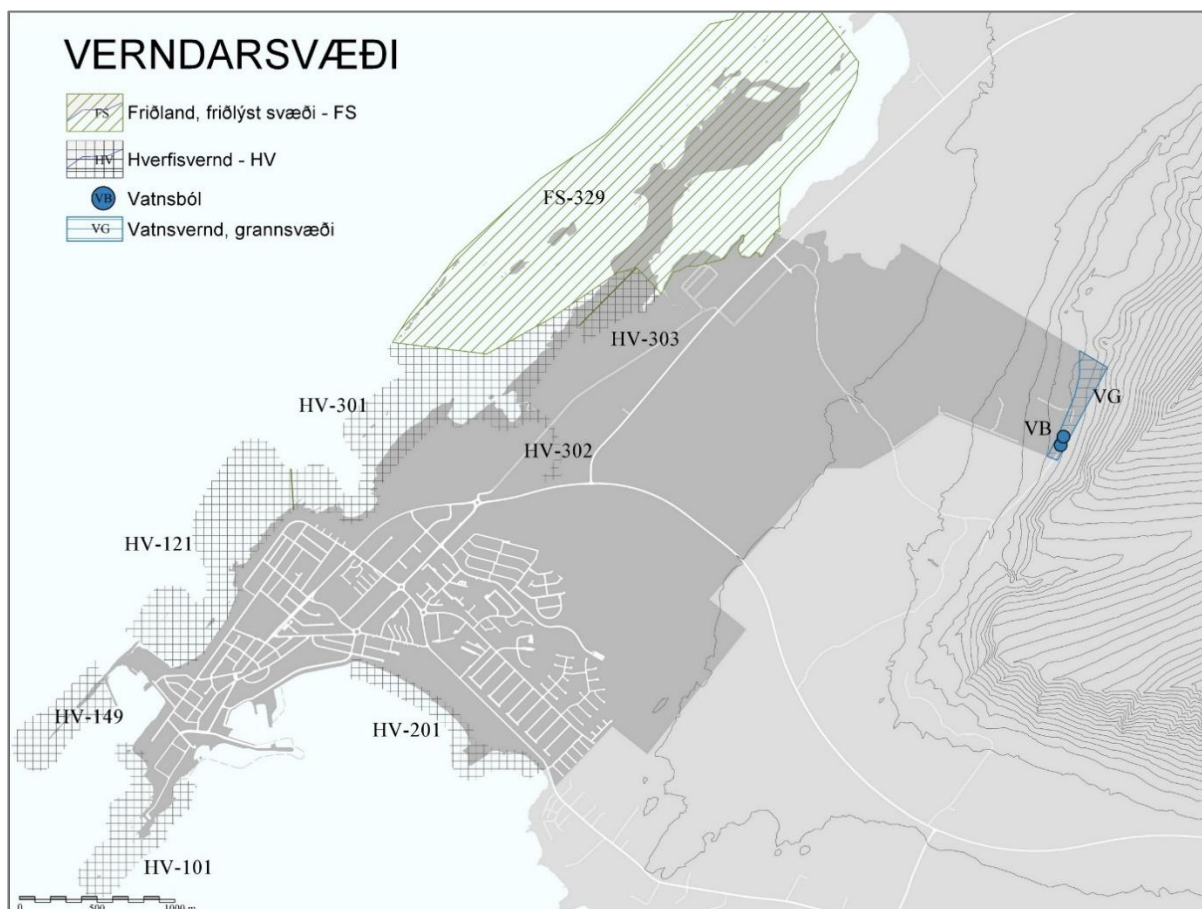 VERNDARSVÆÐI
FS Friðland, friðlýst svæði - FS
HV Hverfisvernd - HV
VB Vatnsból
VG Vatnsvernd, grannsvæði
FS-329
HV-303
HV-301
VG
VB
HV-302
HV-121
HV-149
HV-201
HV-101
0 500 1000 m